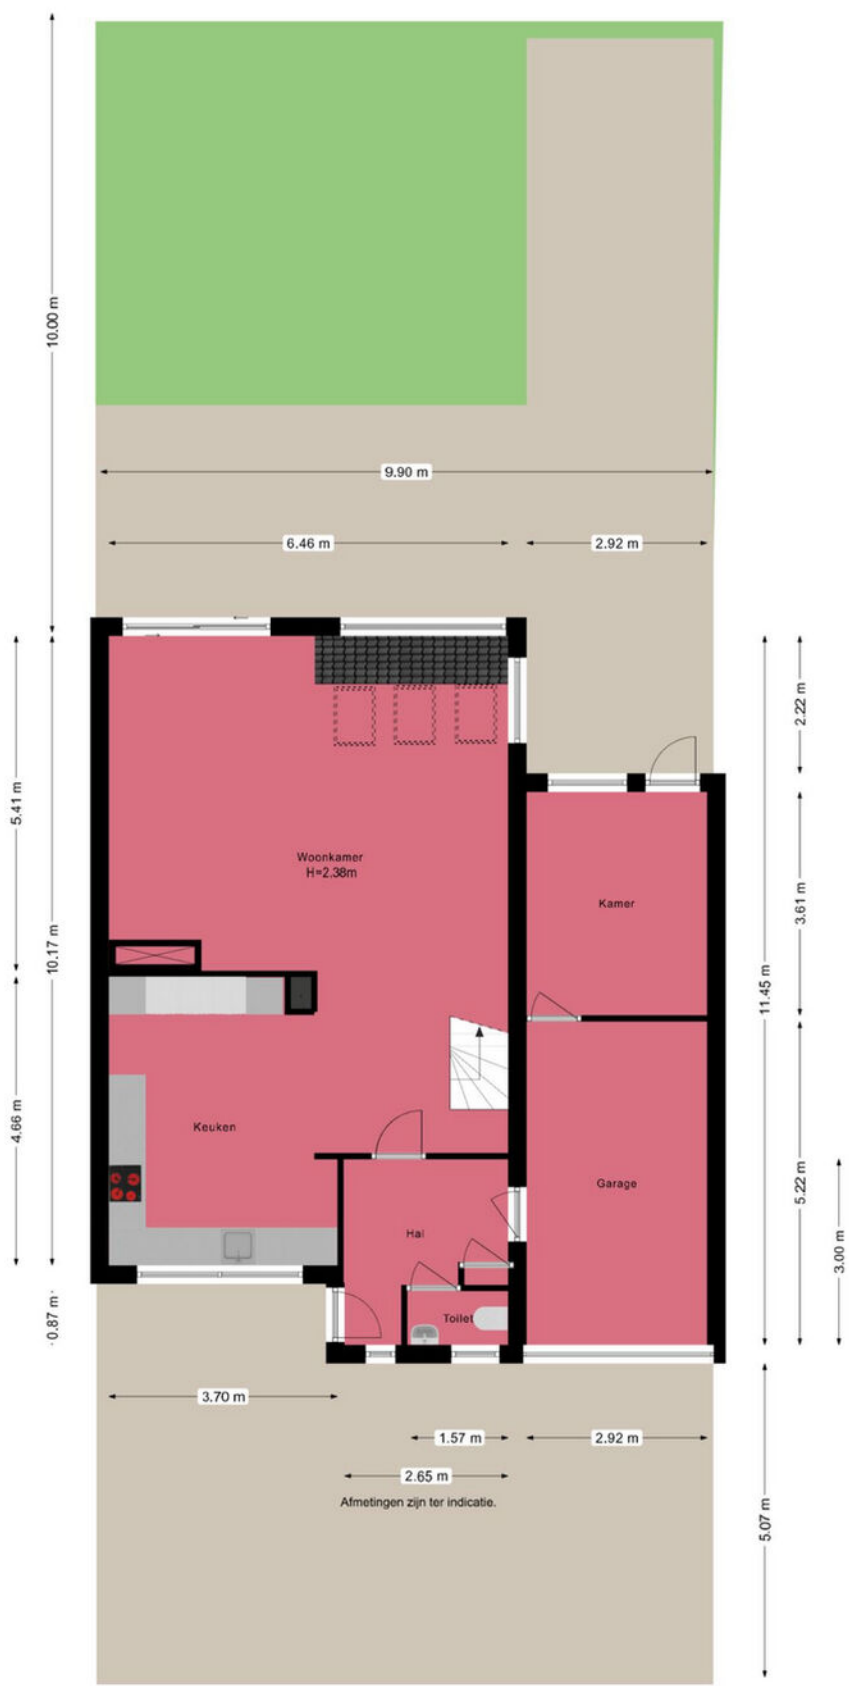 10.00 m
9.90 m
6.46 m
2.92 m
5.41 m
10.17 m
2.22 m
Woonkamer
H=2.38m
Kamer
3.61 m
11.45 m
4.66 m
Keuken
Garage
5.22 m
Hal
3.00 m
0.87 m
Toilet
3.70 m
1.57 m
2.92 m
2.65 m
Afmetingen zijn ter indicatie.
5.07 m